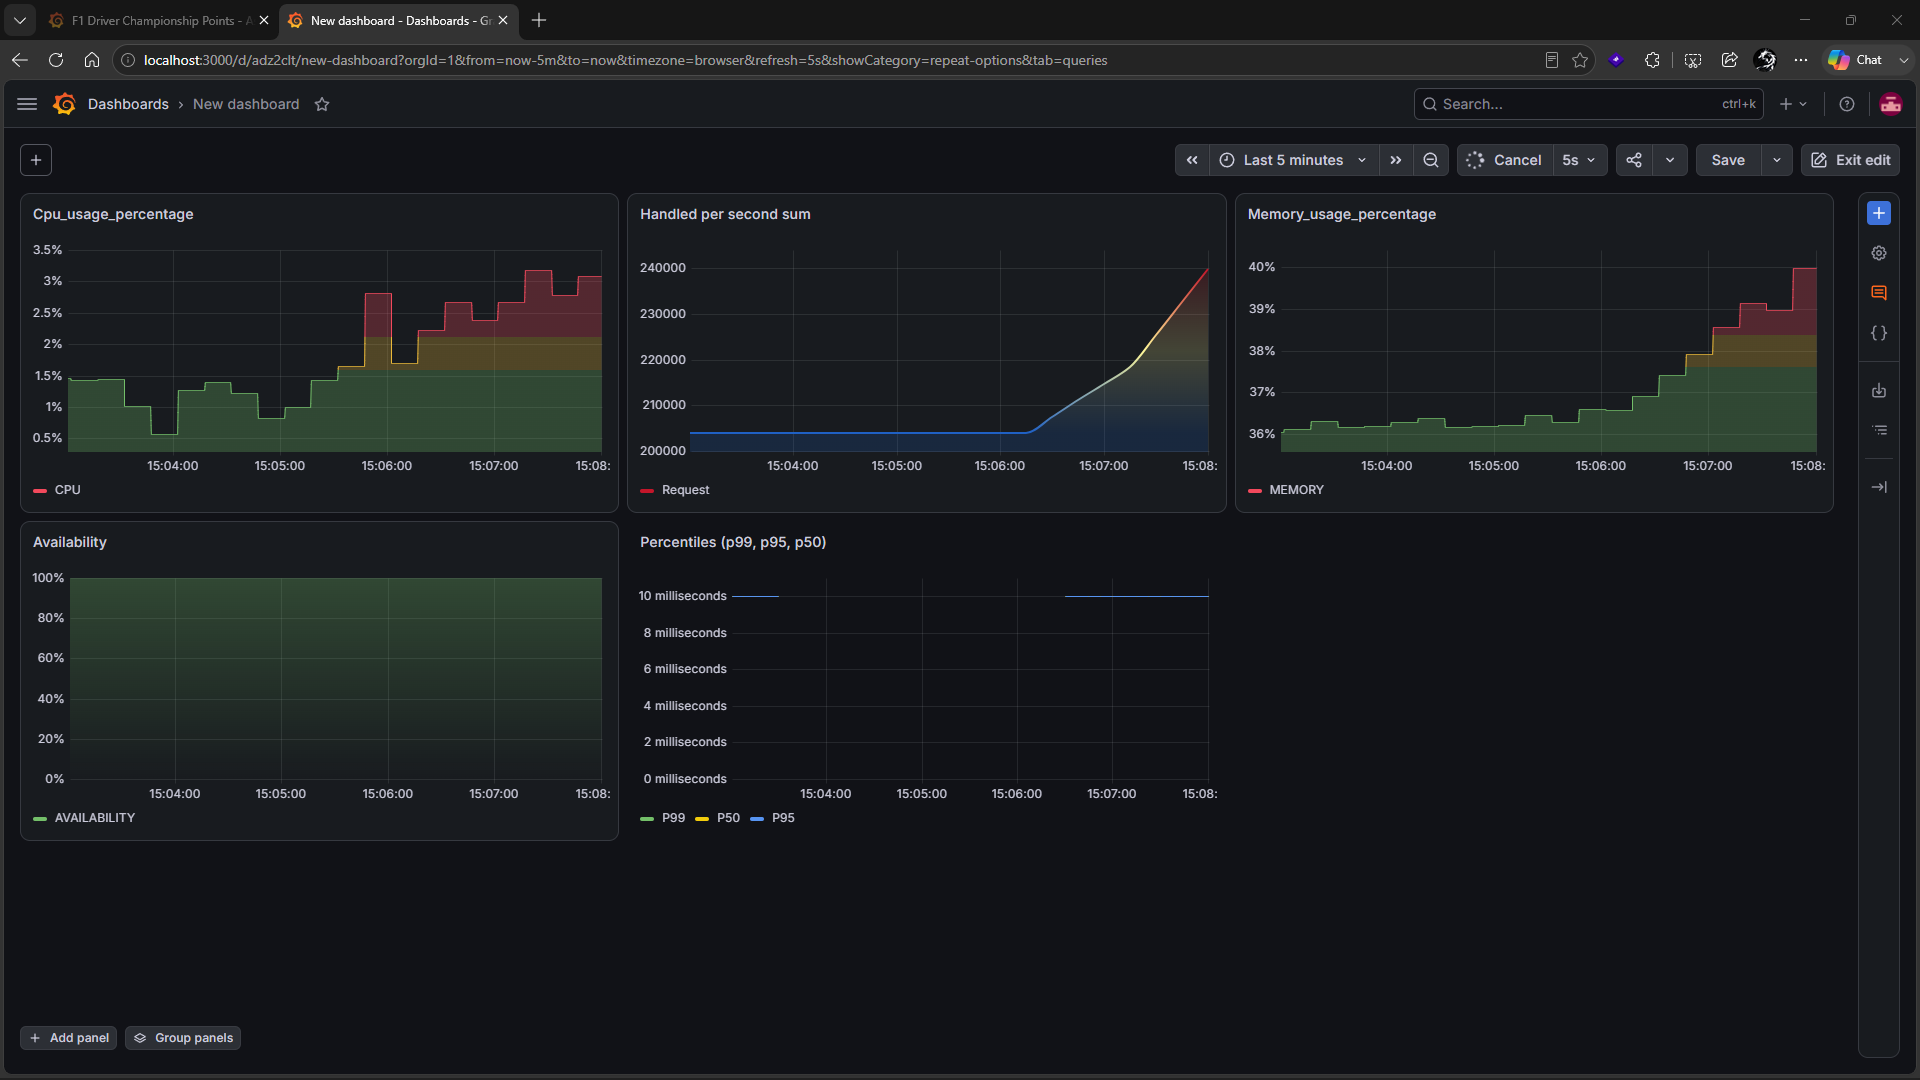 F1 Driver Championship Points - A
New dashboard - Dashboards - Gr
localhost:3000/d/adz2clt/new-dashboard?orgId=1&from=now-5m&to=now&timezone=browser&refresh=5s&showCategory=repeat-options&tab=queries
Chat
Dashboards › New dashboard
Search...
ctrl+k
Last 5 minutes
Cancel
5s
Save
Exit edit
Cpu_usage_percentage
3.5%
3%
2.5%
2%
1.5%
1%
0.5%
15:04:00 15:05:00 15:06:00 15:07:00 15:08:
CPU
Handled per second sum
240000
230000
220000
210000
200000
15:04:00 15:05:00 15:06:00 15:07:00 15:08:
Request
Memory_usage_percentage
40%
39%
38%
37%
36%
15:04:00 15:05:00 15:06:00 15:07:00 15:08:
MEMORY
Availability
100%
80%
60%
40%
20%
0%
15:04:00 15:05:00 15:06:00 15:07:00 15:08:
AVAILABILITY
Percentiles (p99, p95, p50)
10 milliseconds
8 milliseconds
6 milliseconds
4 milliseconds
2 milliseconds
0 milliseconds
15:04:00 15:05:00 15:06:00 15:07:00 15:08:
P99 P50 P95
Add panel
Group panels